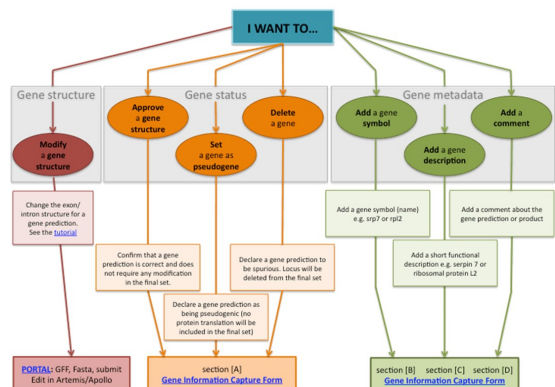 I WANT TO...
Gene structure
Gene status
Gene metadata
Modify
a gene
structure
Approve
a gene
structure
Set
a gene as
pseudogene
Delete
a gene
Add a gene
symbol
Add a gene
description
Add a
comment
Change the exon/
intron structure for a
gene prediction.
See the tutorial
Confirm that a gene
prediction is correct and does
not require any modification
in the final set.
Declare a gene prediction as
being pseudogenic (no
protein translation will be
included in the final set)
Declare a gene prediction to
be spurious. Locus will be
deleted from the final set
Add a gene symbol (name)
e.g. srp7 or rpl2
Add a short functional
description e.g. serpin 7 or
ribosomal protein L2
Add a comment about the
gene prediction or product
PORTAL: GFF, Fasta, submit
Edit in Artemis/Apollo
section [A]
Gene Information Capture Form
section [B] section [C] section [D]
Gene Information Capture Form